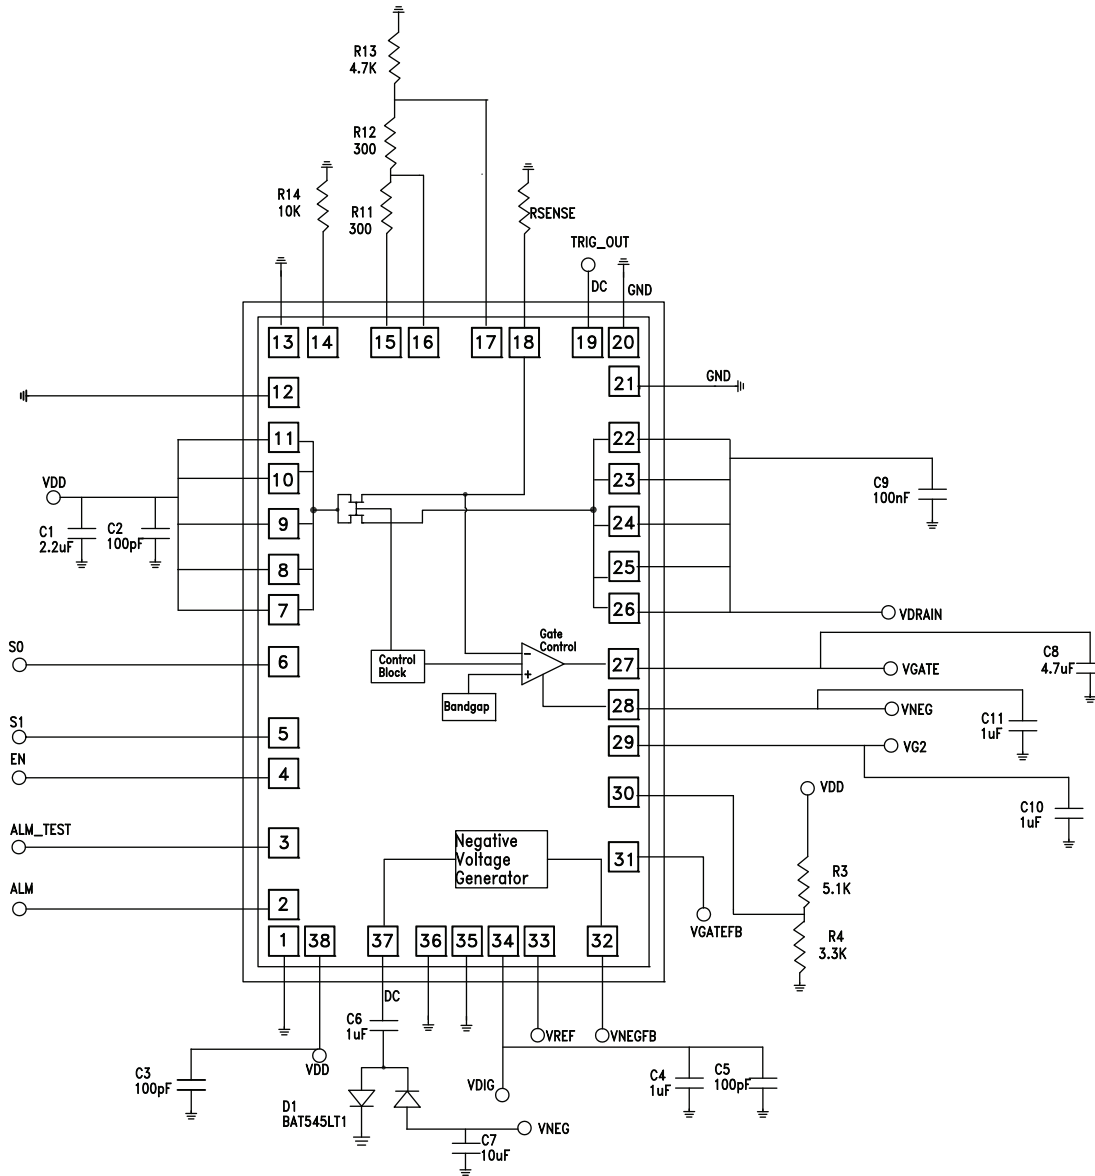 R13
4.7K
R12
300
R14
10K
R11
300
RSENSE
TRIG_OUT
DC
GND
13
14
15
16
17
18
19
20
12
21
GND
11
22
VDD
10
23
C9
100nF
C1
2.2uF
C2
100pF
9
24
8
25
7
26
VDRAIN
S0
6
Control
Block
Gate
Control
−
+
Bandgap
27
C8
4.7uF
VGATE
28
VNEG
C11
1uF
S1
5
29
VG2
EN
4
30
VDD
C10
1uF
ALM_TEST
3
Negative
Voltage
Generator
31
R3
5.1K
ALM
2
VGATEFB
R4
3.3K
1
38
37
36
35
34
33
32
DC
C6
1uF
VREF
VNEGFB
VDD
C3
100pF
VDIG
C4
1uF
C5
100pF
D1
BAT545LT1
VNEG
C7
10uF